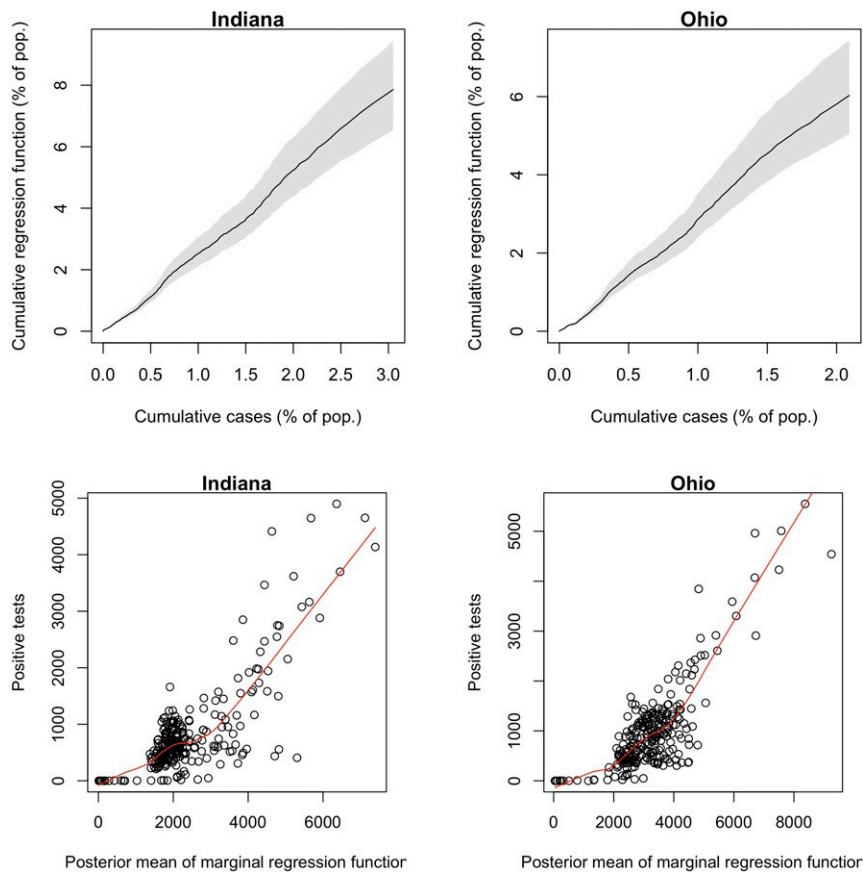 Indiana
Cumulative regression function (% of pop.)
0 2 4 6 8
0.0 0.5 1.0 1.5 2.0 2.5 3.0
Cumulative cases (% of pop.)
Ohio
Cumulative regression function (% of pop.)
0 2 4 6
0.0 0.5 1.0 1.5 2.0
Cumulative cases (% of pop.)
Indiana
Positive tests
0 1000 2000 3000 4000 5000
0 2000 4000 6000
Posterior mean of marginal regression function
Ohio
Positive tests
0 1000 3000 5000
0 2000 4000 6000 8000
Posterior mean of marginal regression function